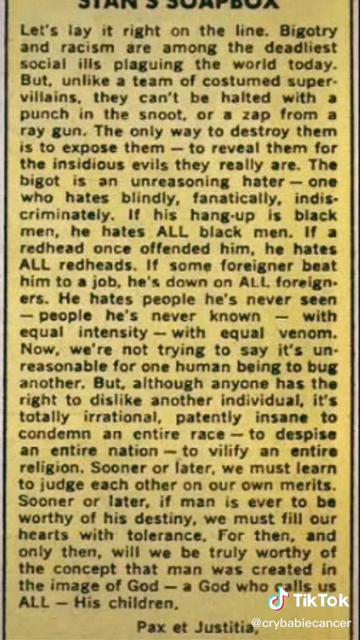 STAN'S SOAPBOX
Let's lay it right on the line. Bigotry
and racism are among the deadliest
social ills plaguing the world today.
But, unlike a team of costumed super-
villains, they can't be halted with a
punch in the snoot, or a zap from a
ray gun. The only way to destroy them
is to expose them — to reveal them for
the insidious evils they really are. The
bigot is an unreasoning hater — one
who hates blindly, fanatically, indis-
criminately. If his hang-up is black
men, he hates ALL black men. If a
redhead once offended him, he hates
ALL redheads. If some foreigner beat
him to a job, he's down on ALL foreign-
ers. He hates people he's never seen
— people he's never known — with
equal intensity — with equal venom.
Now, we're not trying to say it's un-
reasonable for one human being to bug
another. But, although anyone has the
right to dislike another individual, it's
totally irrational, patently insane to
condemn an entire race — to despise
an entire nation — to vilify an entire
religion. Sooner or later, we must learn
to judge each other on our own merits.
Sooner or later, if man is ever to be
worthy of his destiny, we must fill our
hearts with tolerance. For then, and
only then, will we be truly worthy of
the concept that man was created in
the image of God — a God who calls us
ALL — His children.
Pax et Justitia,
TikTok
@crybabiecancer